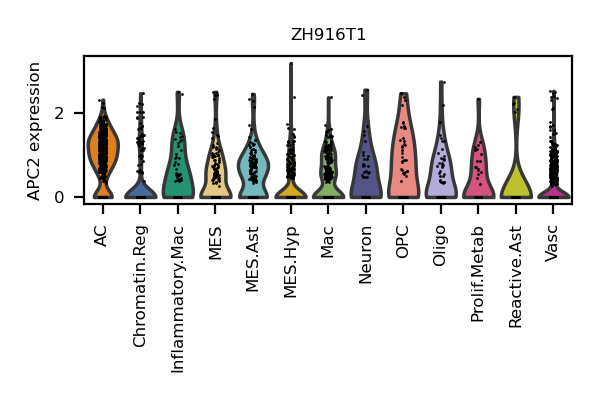 ZH916T1
APC2 expression
2
0
AC
Chromatin.Reg
Inflammatory.Mac
MES
MES.Ast
MES.Hyp
Mac
Neuron
OPC
Oligo
Prolif.Metab
Reactive.Ast
Vasc